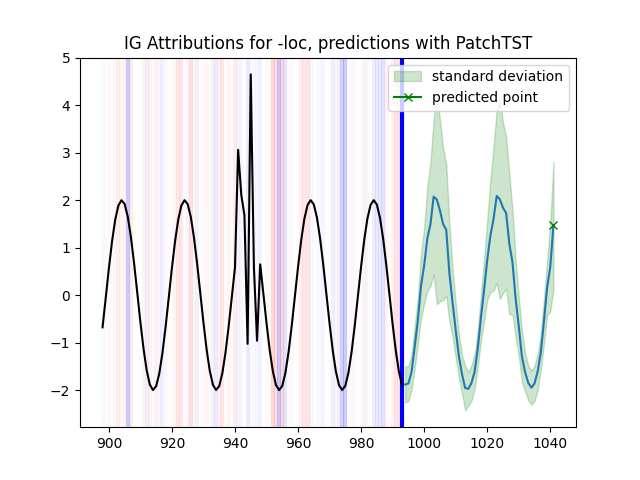 IG Attributions for -loc, predictions with PatchTST
standard deviation
predicted point
5
4
3
2
1
0
−1
−2
900 920 940 960 980 1000 1020 1040